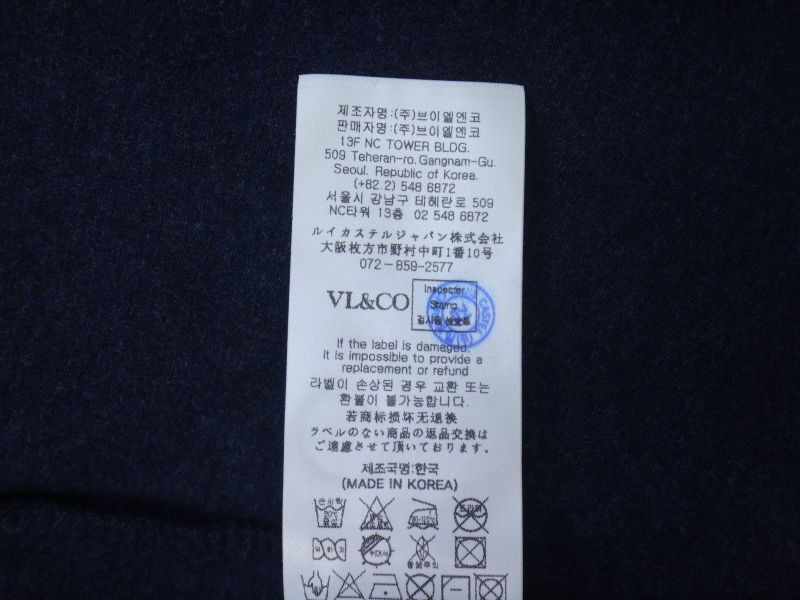 제조자명:(주)브이엘엔코
판매자명:(주)브이엘엔코
13F NC TOWER BLDG.
509 Teheran-ro.Gangnam-Gu.
Seoul. Republic of Korea.
(+82.2) 548 6872
서울시 강남구 테헤란로 509
NC타워 13층 02 548 6872
ルイカステルジャパン株式会社
大阪枚方市野村中町1番10号
072-859-2577
VL&CO
Inspecter
Stamp
If the label is damaged,
It is impossible to provide a
replacement or refund
라벨이 손상된 경우 교환 또는
환불이 불가능합니다.
若商标损坏无退换
ラベルのない商品の返品交換は
ご遠慮させて頂いております。
제조국명:한국
(MADE IN KOREA)